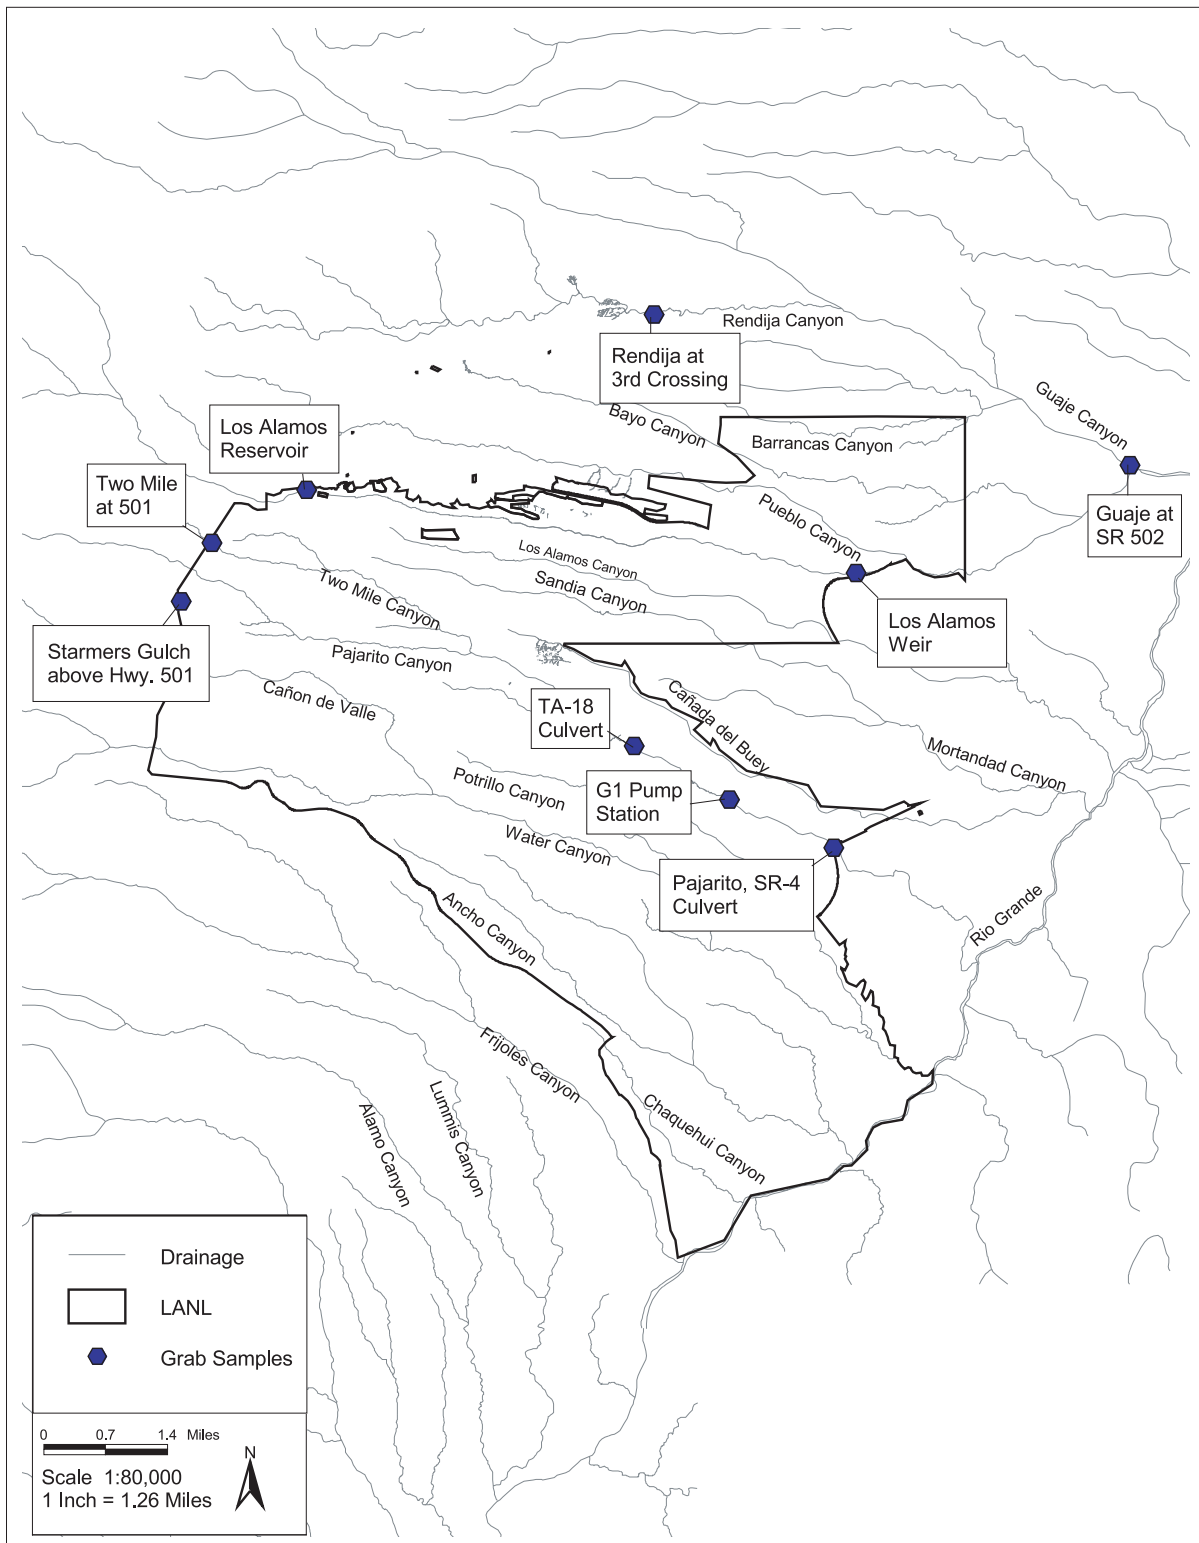 Rendija Canyon
Rendija at
3rd Crossing
Guaje Canyon
Bayo Canyon
Barrancas Canyon
Los Alamos
Reservoir
Two Mile
at 501
Guaje at
SR 502
Pueblo Canyon
Los Alamos Canyon
Sandia Canyon
Two Mile Canyon
Los Alamos
Weir
Starmers Gulch
above Hwy. 501
Pajarito Canyon
Cañon de Valle
TA-18
Culvert
Cañada del Buey
Mortandad Canyon
Potrillo Canyon
G1 Pump
Station
Water Canyon
Pajarito, SR-4
Culvert
Ancho Canyon
Rio Grande
Frijoles Canyon
Lummis Canyon
Alamo Canyon
Chaquehui Canyon
Drainage
LANL
Grab Samples
0 0.7 1.4 Miles
N
Scale 1:80,000
1 Inch = 1.26 Miles